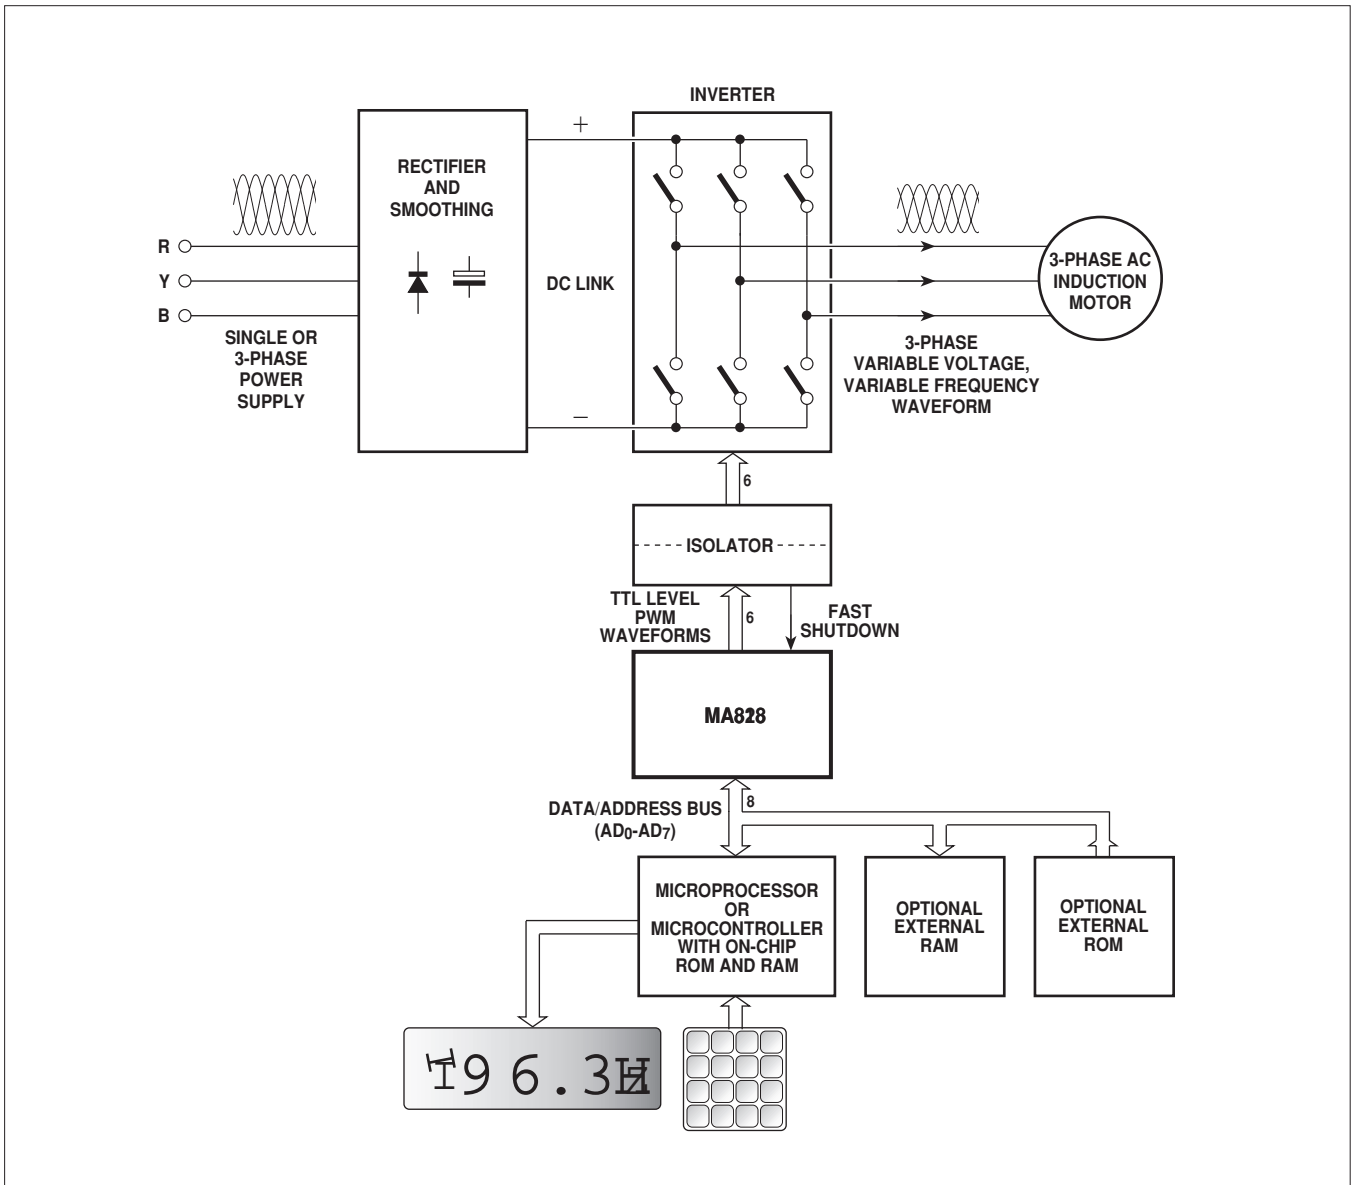 INVERTER
+
RECTIFIER
AND
SMOOTHING
R
Y
B
DC LINK
3-PHASE AC
INDUCTION
MOTOR
SINGLE OR
3-PHASE
POWER
SUPPLY
3-PHASE
VARIABLE VOLTAGE,
VARIABLE FREQUENCY
WAVEFORM
–
6
ISOLATOR
TTL LEVEL
PWM
WAVEFORMS
6
FAST
SHUTDOWN
DATA/ADDRESS BUS
(AD0-AD7)
8
MICROPROCESSOR
OR
MICROCONTROLLER
WITH ON-CHIP
ROM AND RAM
OPTIONAL
EXTERNAL
RAM
OPTIONAL
EXTERNAL
ROM
96.3